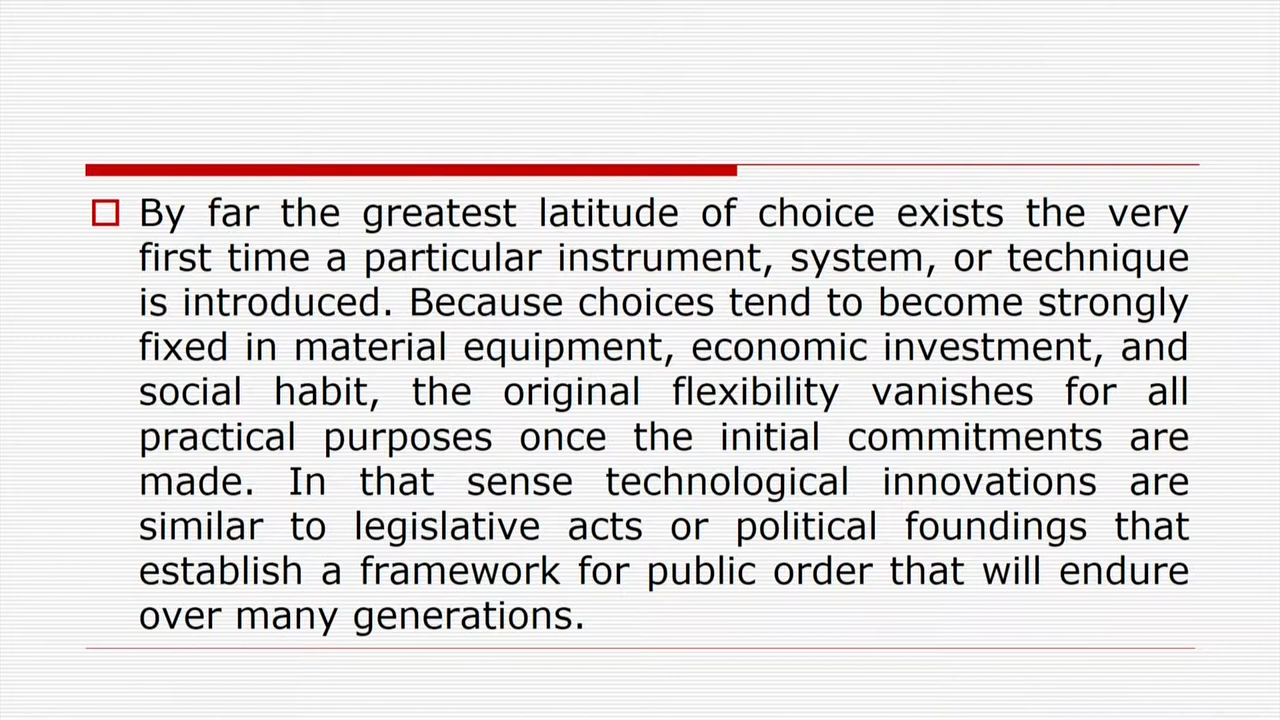 By far the greatest latitude of choice exists the very
first time a particular instrument, system, or technique
is introduced. Because choices tend to become strongly
fixed in material equipment, economic investment, and
social habit, the original flexibility vanishes for all
practical purposes once the initial commitments are
made. In that sense technological innovations are
similar to legislative acts or political foundings that
establish a framework for public order that will endure
over many generations.